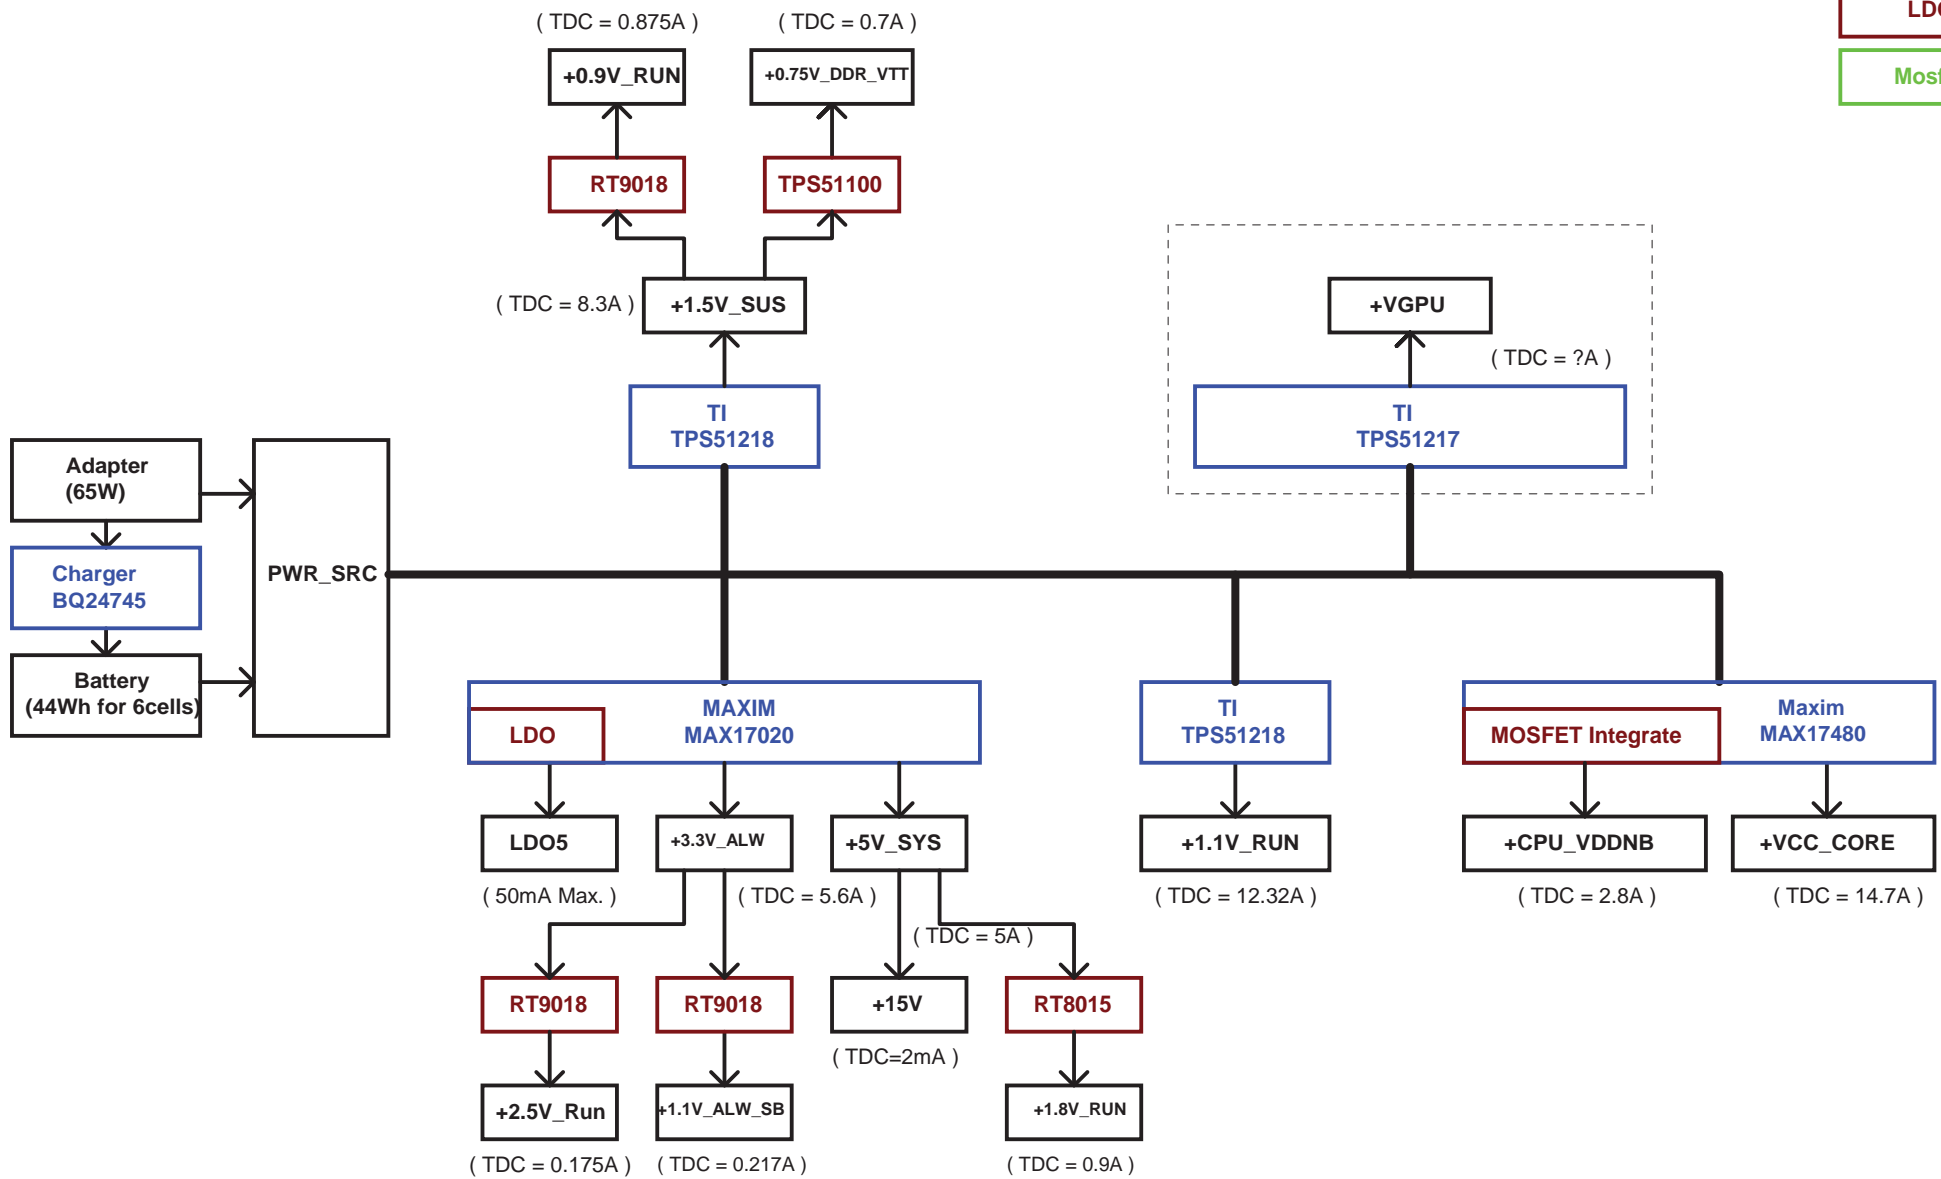 ( TDC = 0.875A )
( TDC = 0.7A )
+0.9V_RUN
+0.75V_DDR_VTT
RT9018
TPS51100
( TDC = 8.3A )
+1.5V_SUS
+VGPU
( TDC = ?A )
TI
TPS51218
TI
TPS51217
Adapter
(65W)
Charger
BQ24745
Battery
(44Wh for 6cells)
PWR_SRC
LDO
MAXIM
MAX17020
TI
TPS51218
MOSFET Integrate
Maxim
MAX17480
LDO5
+3.3V_ALW
+5V_SYS
+1.1V_RUN
+CPU_VDDNB
+VCC_CORE
( 50mA Max. )
( TDC = 5.6A )
( TDC = 12.32A )
( TDC = 2.8A )
( TDC = 14.7A )
( TDC = 5A )
RT9018
RT9018
+15V
RT8015
( TDC=2mA )
+2.5V_Run
+1.1V_ALW_SB
+1.8V_RUN
( TDC = 0.175A )
( TDC = 0.217A )
( TDC = 0.9A )